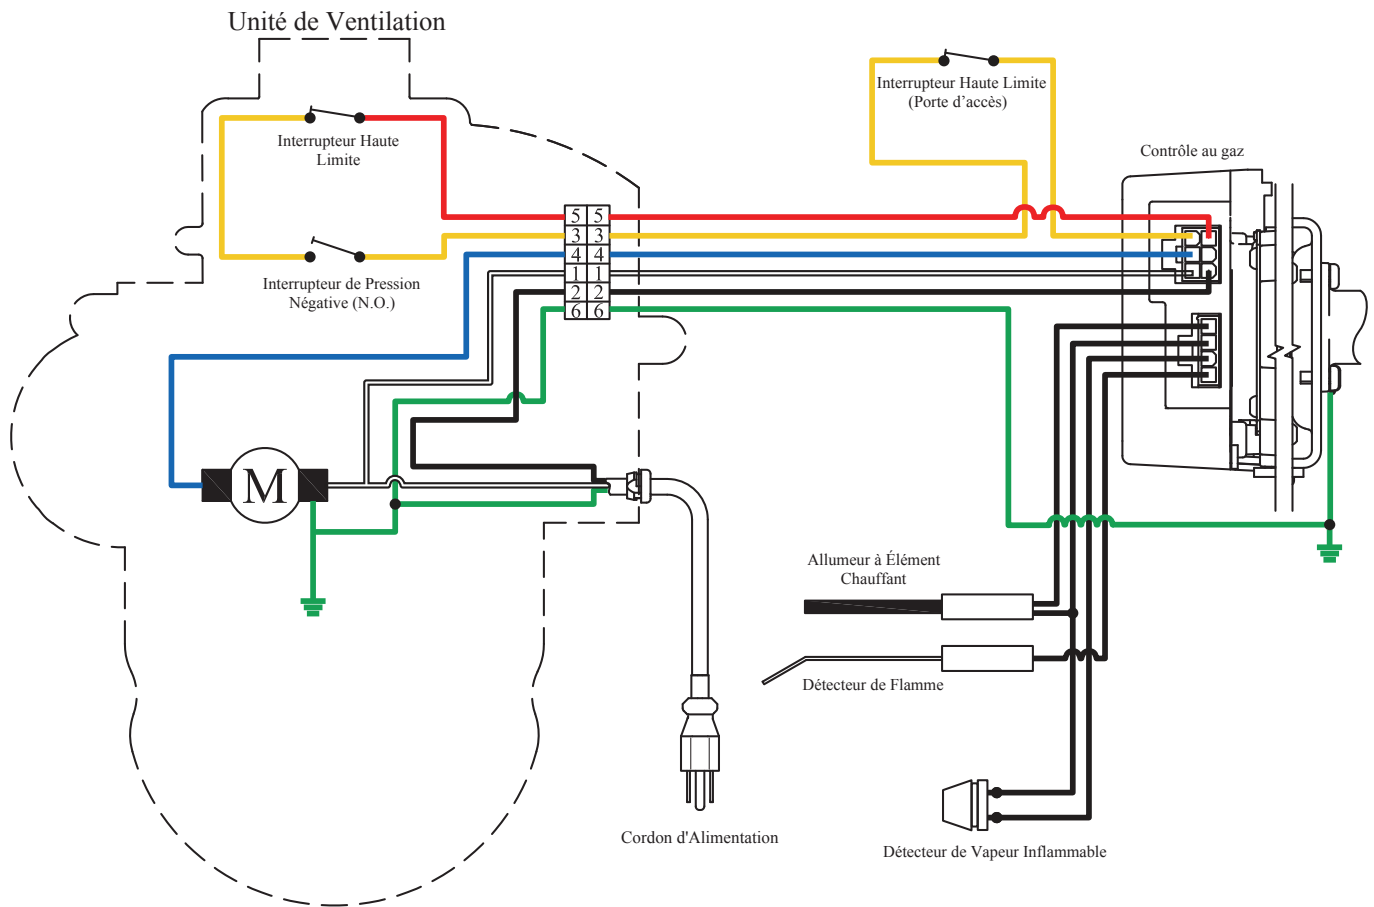 Unité de Ventilation
Interrupteur Haute
Limite
Interrupteur de Pression
Négative (N.O.)
Interrupteur Haute Limite
(Porte d'accès)
Contrôle au gaz
5 5
3 3
4 4
1 1
2 2
6 6
M
Allumeur à Élément
Chauffant
Détecteur de Flamme
Cordon d'Alimentation
Détecteur de Vapeur Inflammable